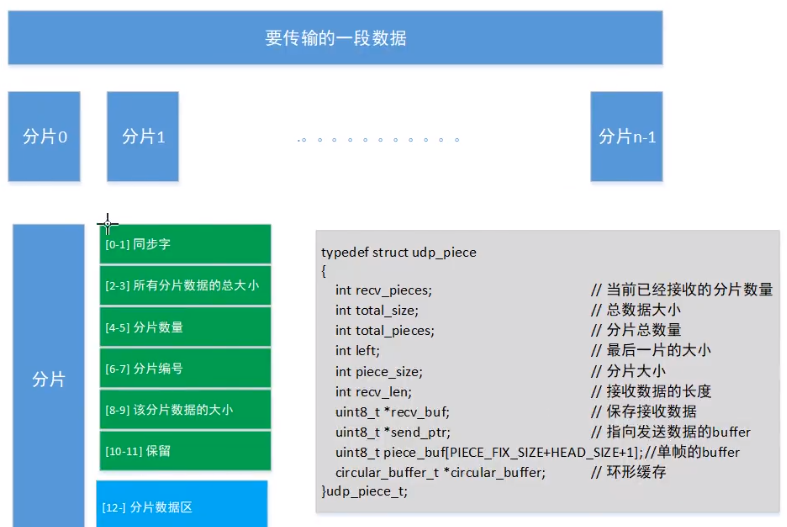 要传输的一段数据
分片0
分片1
分片n-1
分片
[0-1] 同步字
[2-3] 所有分片数据的总大小
[4-5] 分片数量
[6-7] 分片编号
[8-9] 该分片数据的大小
[10-11] 保留
[12-] 分片数据区
typedef struct udp_piece
{
int recv_pieces; // 当前已经接收的分片数量
int total_size; // 总数据大小
int total_pieces; // 分片总数量
int left; // 最后一片的大小
int piece_size; // 分片大小
int recv_len; // 接收数据的长度
uint8_t *recv_buf; // 保存接收数据
uint8_t *send_ptr; // 指向发送数据的buffer
uint8_t piece_buf[PIECE_FIX_SIZE+HEAD_SIZE+1]; //单帧的buffer
circular_buffer_t *circular_buffer; // 环形缓存
}udp_piece_t;